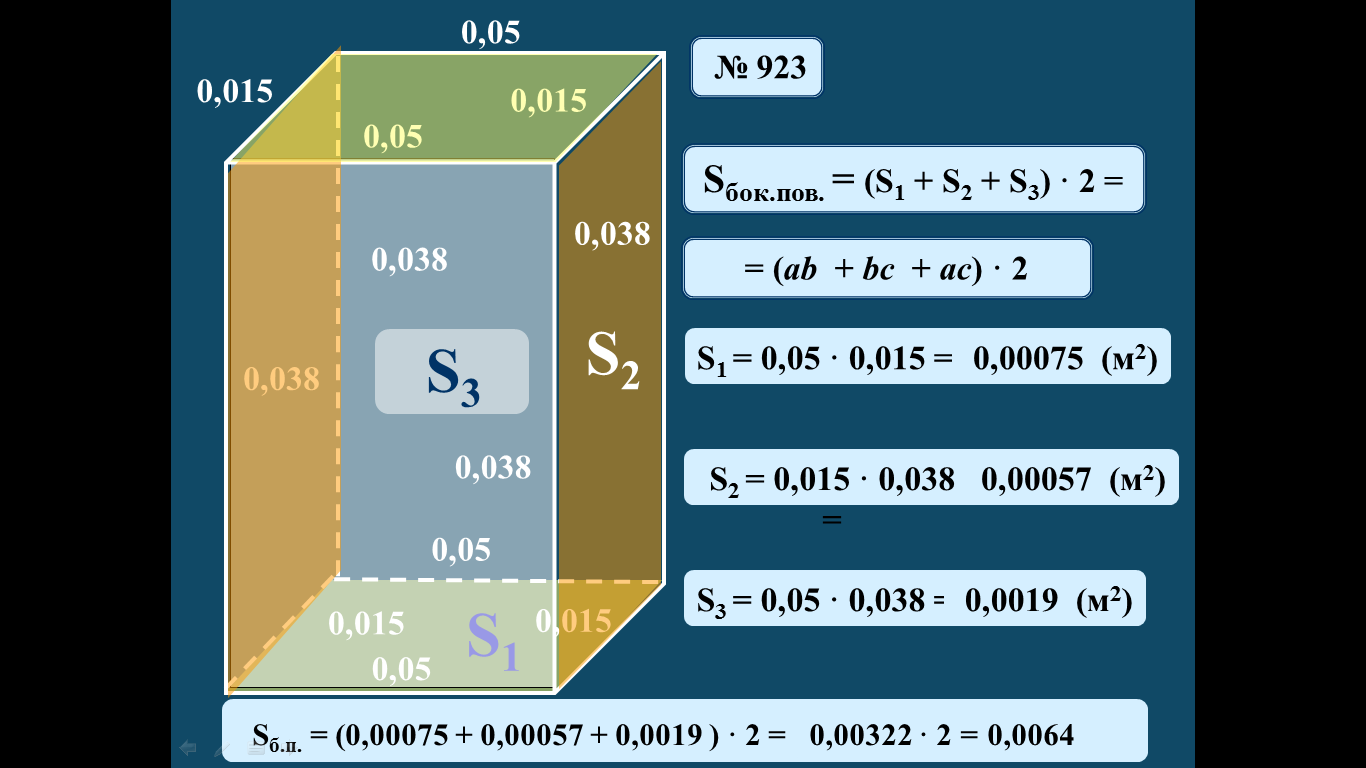 0,05
№ 923
0,015
0,015
0,05
Sбок.пов. = (S1 + S2 + S3) · 2 =
0,038
0,038
= (ab + bc + ac) · 2
S3
S2
S1 = 0,05 · 0,015 = 0,00075 (м²)
0,038
0,038
S2 = 0,015 · 0,038 0,00057 (м²)
=
0,05
S3 = 0,05 · 0,038 = 0,0019 (м²)
0,015
S1
0,015
0,05
Sб.п. = (0,00075 + 0,00057 + 0,0019 ) · 2 = 0,00322 · 2 = 0,0064